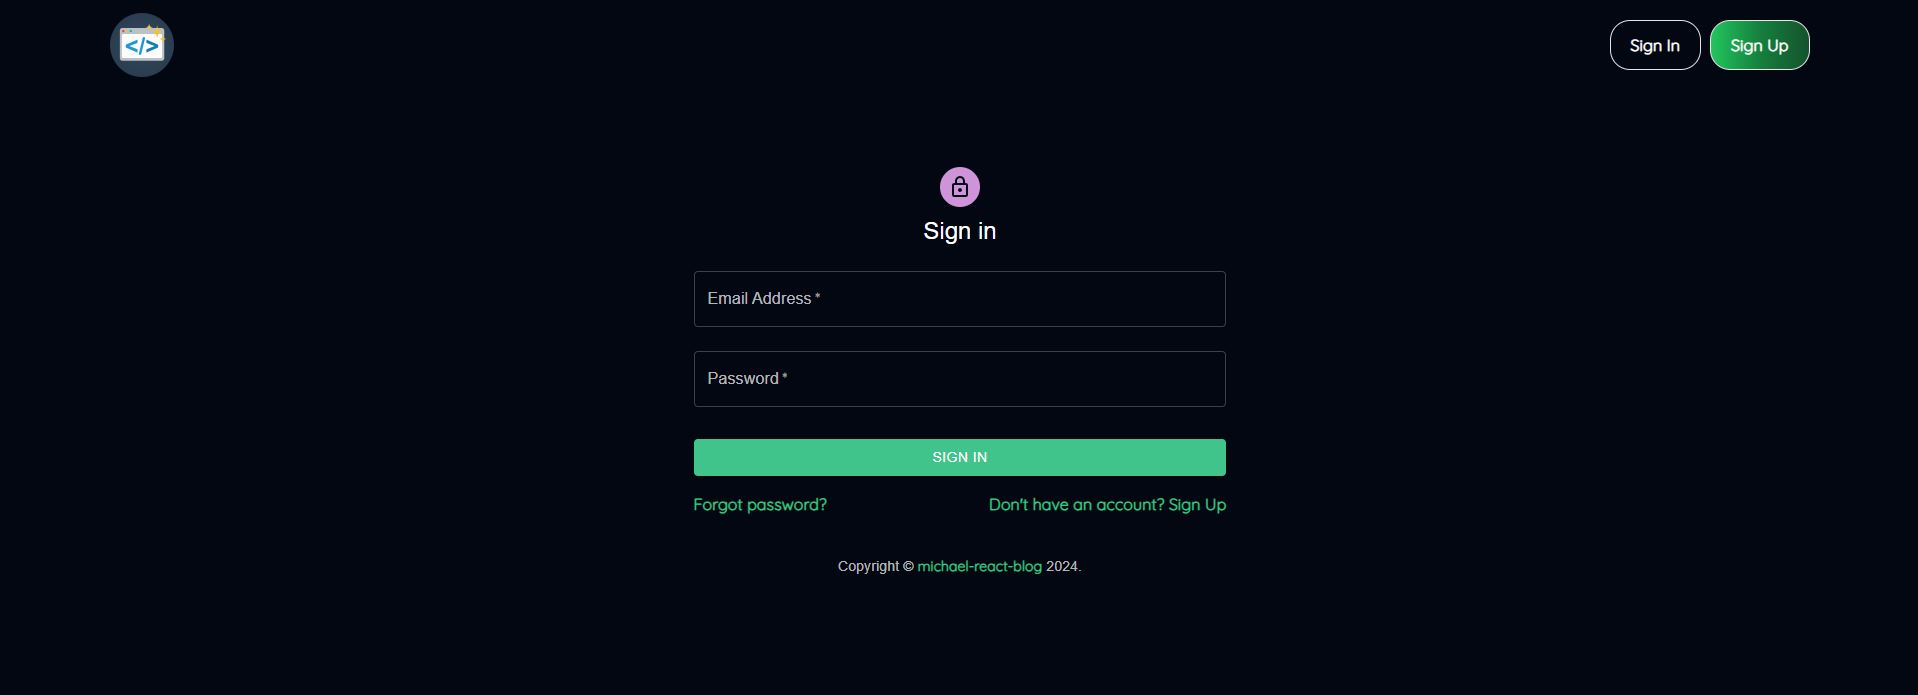 </>
Sign In
Sign Up
Sign in
Email Address *
Password *
SIGN IN
Forgot password?
Don't have an account? Sign Up
Copyright © michael-react-blog 2024.